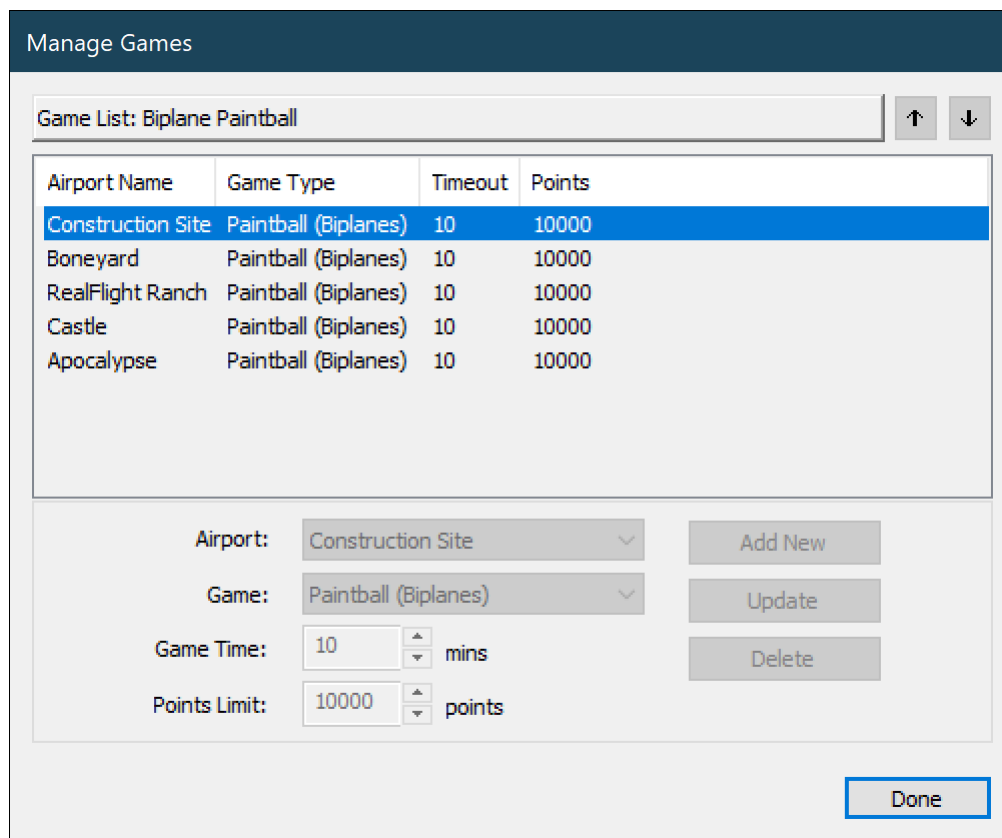 Manage Games
Game List: Biplane Paintball
Airport Name Game Type Timeout Points
Construction Site Paintball (Biplanes) 10 10000
Boneyard Paintball (Biplanes) 10 10000
RealFlight Ranch Paintball (Biplanes) 10 10000
Castle Paintball (Biplanes) 10 10000
Apocalypse Paintball (Biplanes) 10 10000
Airport: Construction Site Add New
Game: Paintball (Biplanes) Update
Game Time: 10 mins Delete
Points Limit: 10000 points
Done